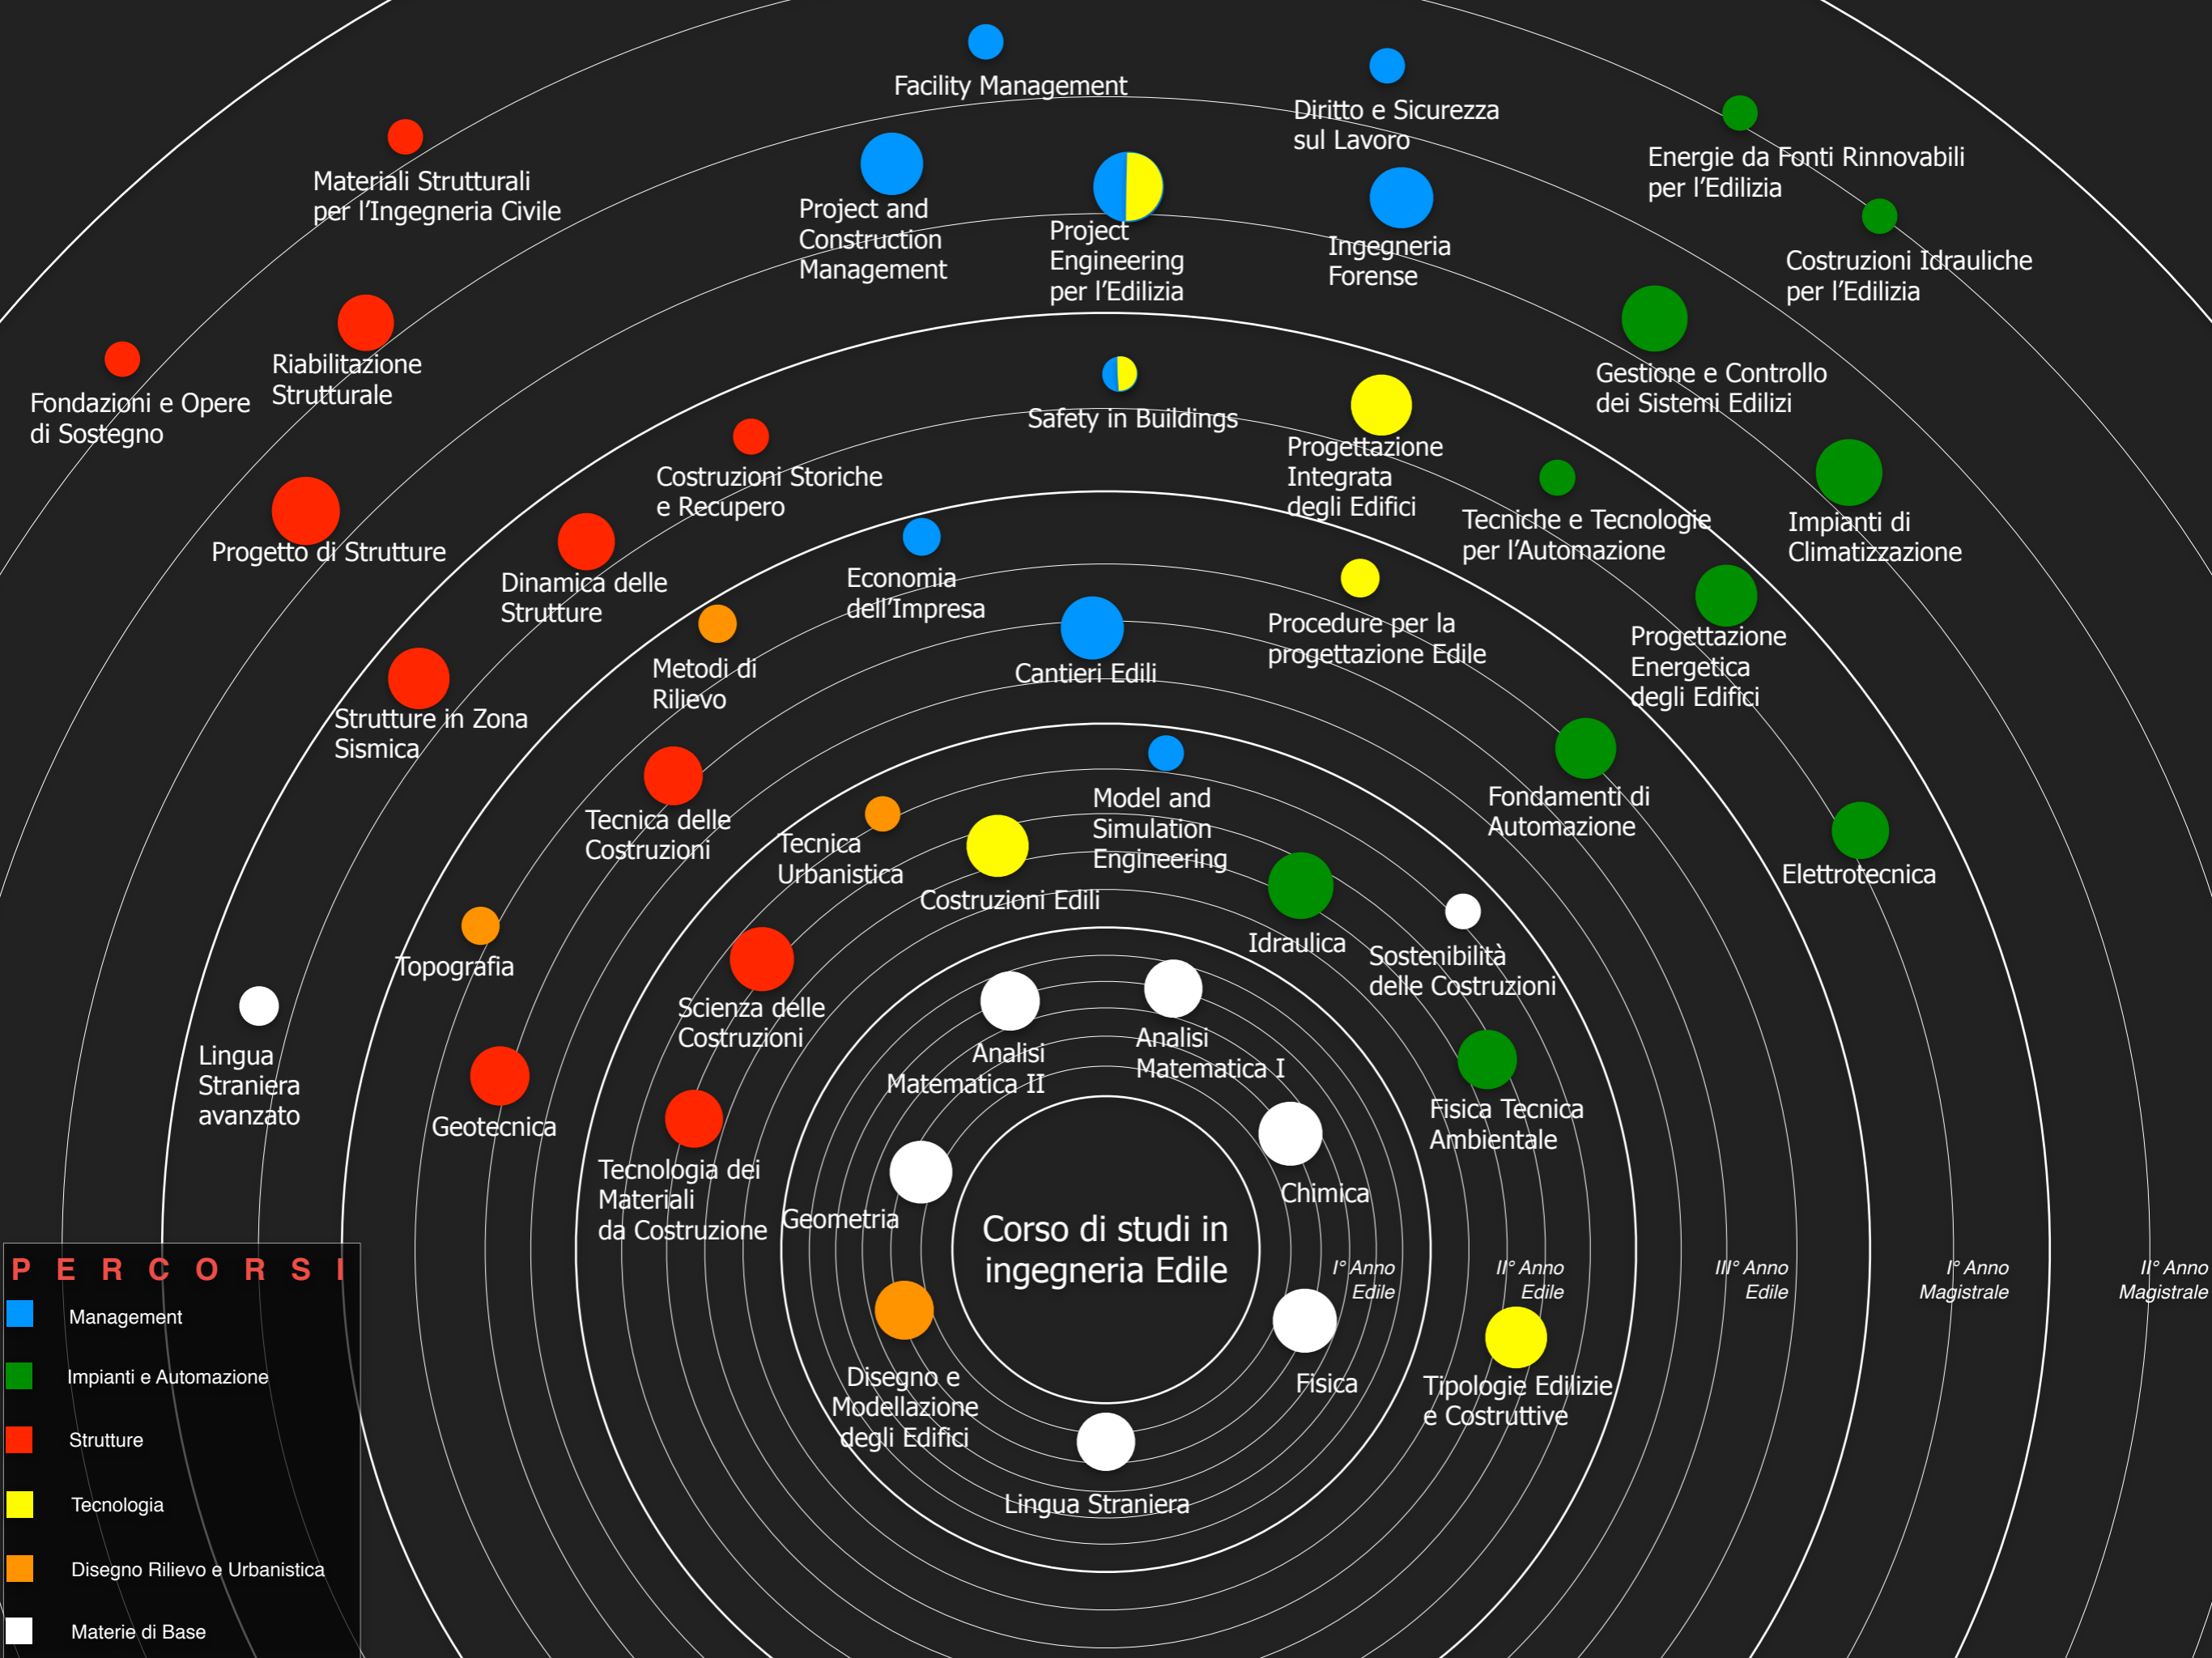 Facility Management
Diritto e Sicurezza
sul Lavoro
Energie da Fonti Rinnovabili
per l'Edilizia
Materiali Strutturali
per l'Ingegneria Civile
Project and
Construction
Management
Project
Engineering
per l'Edilizia
Ingegneria
Forense
Costruzioni Idrauliche
per l'Edilizia
Riabilitazione
Strutturale
Fondazioni e Opere
di Sostegno
Gestione e Controllo
dei Sistemi Edilizi
Safety in Buildings
Progettazione
Integrata
degli Edifici
Costruzioni Storiche
e Recupero
Tecniche e Tecnologie
per l'Automazione
Impianti di
Climatizzazione
Progetto di Strutture
Dinamica delle
Strutture
Economia
dell'Impresa
Procedure per la
progettazione Edile
Progettazione
Energetica
degli Edifici
Metodi di
Rilievo
Cantieri Edili
Strutture in Zona
Sismica
Tecnica delle
Costruzioni
Model and
Simulation
Engineering
Fondamenti di
Automazione
Tecnica
Urbanistica
Elettrotecnica
Costruzioni Edili
Idraulica
Sostenibilità
delle Costruzioni
Topografia
Scienza delle
Costruzioni
Lingua
Straniera
avanzato
Analisi
Matematica II
Analisi
Matematica I
Geotecnica
Fisica Tecnica
Ambientale
Tecnologia dei
Materiali
da Costruzione
Geometria
Chimica
Corso di studi in
ingegneria Edile
I° Anno
Edile
II° Anno
Edile
III° Anno
Edile
I° Anno
Magistrale
II° Anno
Magistrale
Disegno e
Modellazione
degli Edifici
Fisica
Tipologie Edilizie
e Costruttive
Lingua Straniera
PERCORSI
Management
Impianti e Automazione
Strutture
Tecnologia
Disegno Rilievo e Urbanistica
Materie di Base